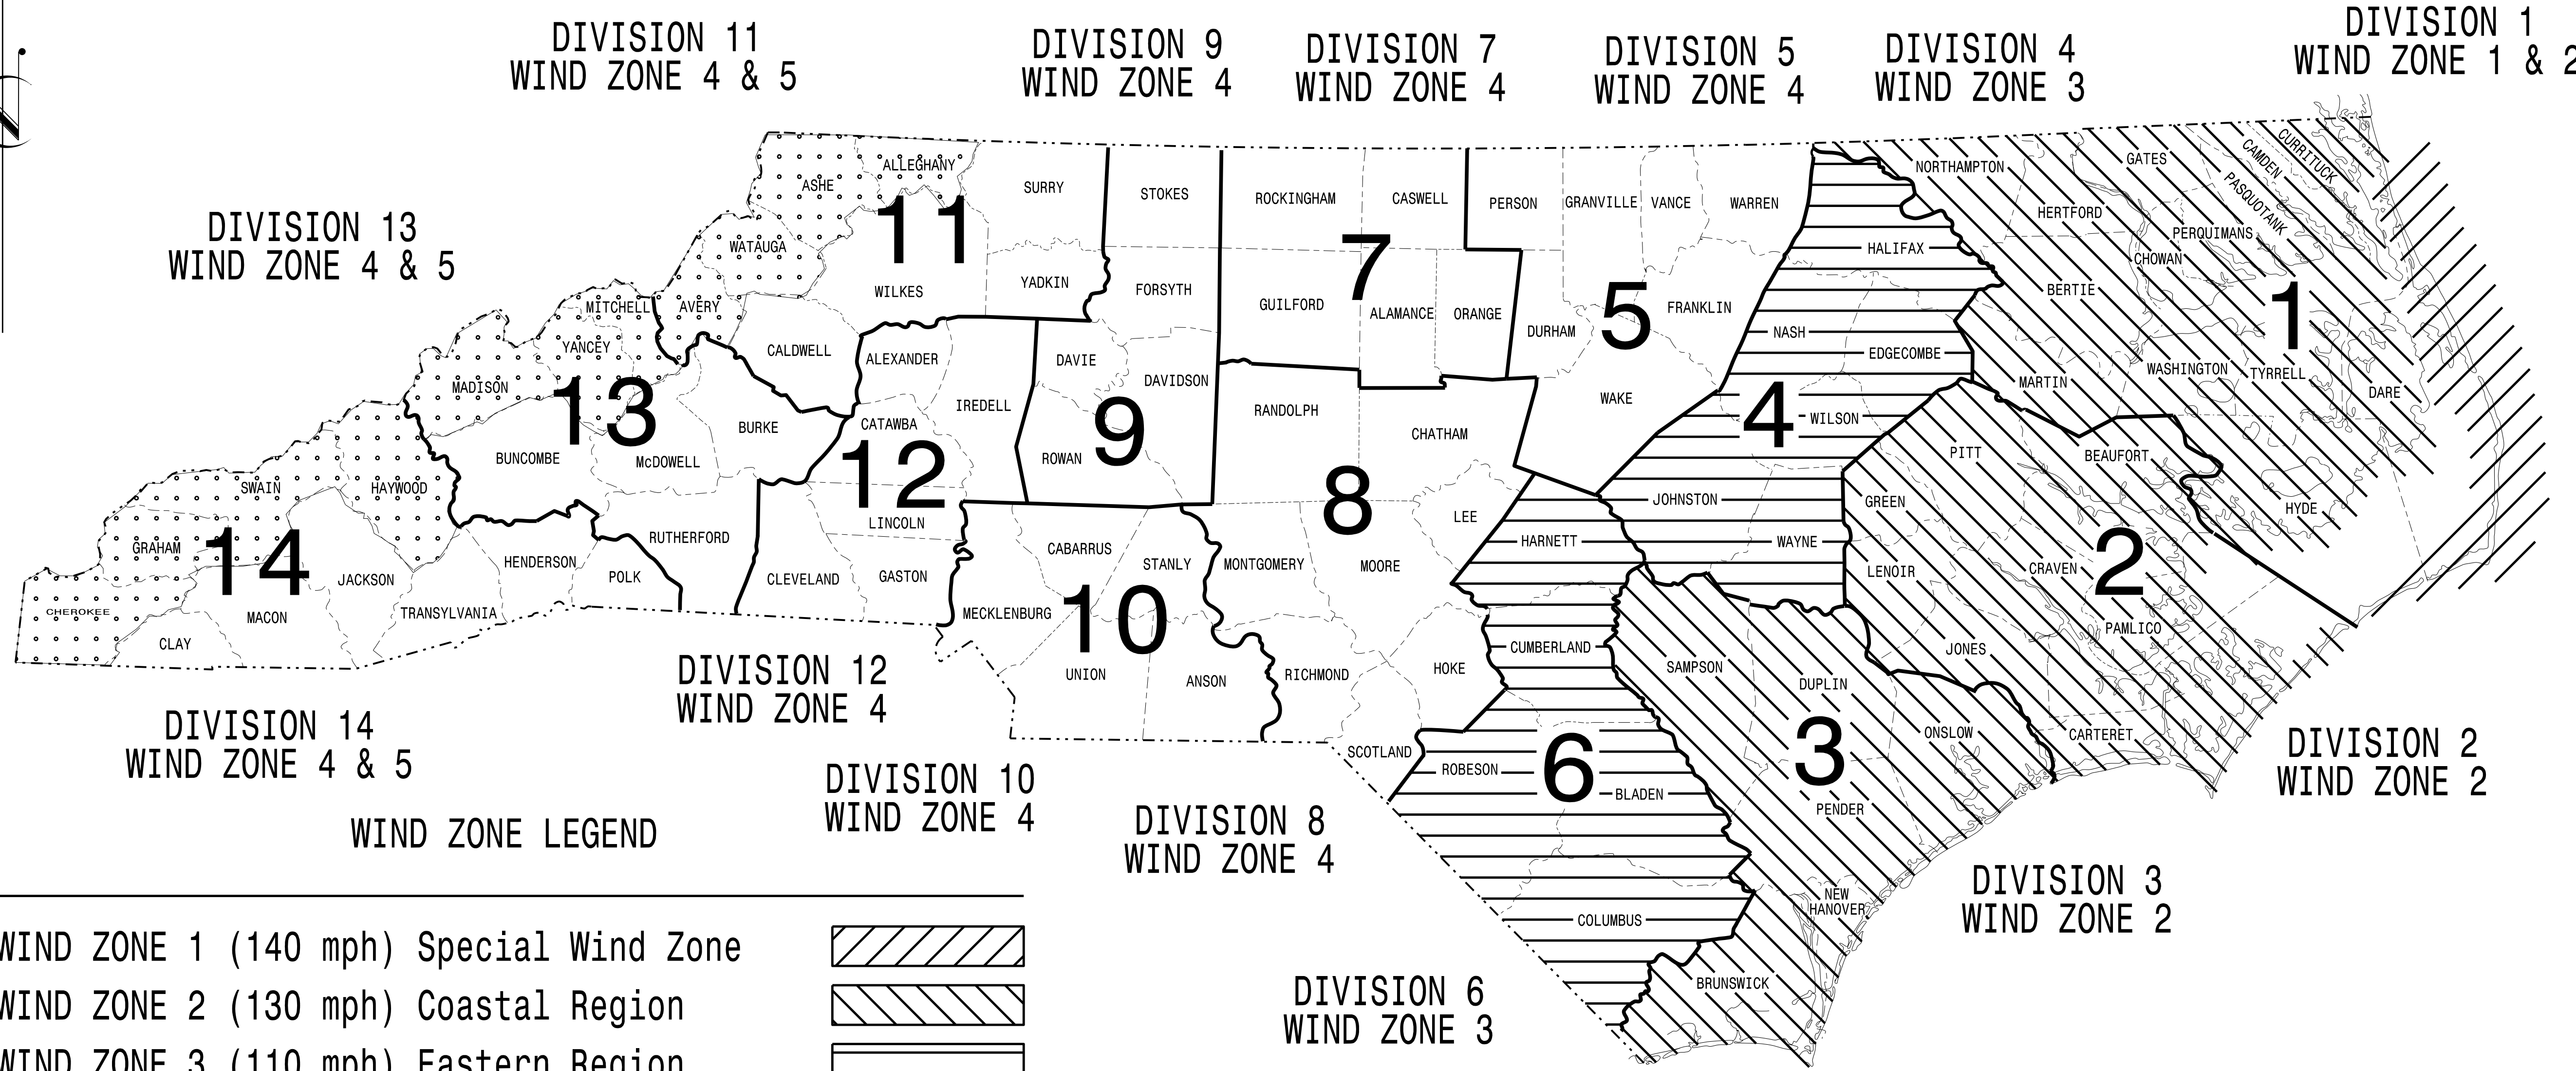 DIVISION 11
WIND ZONE 4 & 5
DIVISION 9
WIND ZONE 4
DIVISION 7
WIND ZONE 4
DIVISION 5
WIND ZONE 4
DIVISION 4
WIND ZONE 3
DIVISION 1
WIND ZONE 1 & 2
DIVISION 13
WIND ZONE 4 & 5
ALLEGHANY
ASHE
SURRY
STOKES
ROCKINGHAM
CASWELL
PERSON
GRANVILLE
VANCE
WARREN
NORTHAMPTON
GATES
CAMDEN
CURRITUCK
PASQUOTANK
HERTFORD
PERQUIMANS
CHOWAN
HALIFAX
11
WATAUGA
WILKES
YADKIN
FORSYTH
7
GUILFORD
ALAMANCE
ORANGE
DURHAM
5
FRANKLIN
NASH
EDGECOMBE
BERTIE
1
MITCHELL
AVERY
YANCEY
CALDWELL
ALEXANDER
DAVIE
DAVIDSON
MADISON
13
IREDELL
RANDOLPH
WAKE
4
WILSON
MARTIN
WASHINGTON
TYRRELL
DARE
BURKE
CATAWBA
9
ROWAN
CHATHAM
PITT
BEAUFORT
BUNCOMBE
McDOWELL
12
SWAIN
HAYWOOD
LINCOLN
8
LEE
JOHNSTON
GREEN
HYDE
GRAHAM
14
JACKSON
HENDERSON
RUTHERFORD
POLK
CLEVELAND
GASTON
CABARRUS
STANLY
MONTGOMERY
MOORE
HARNETT
WAYNE
LENOIR
CRAVEN
2
CHEROKEE
MACON
CLAY
TRANSYLVANIA
MECKLENBURG
10
UNION
ANSON
RICHMOND
HOKE
CUMBERLAND
SAMPSON
DUPLIN
JONES
PAMLICO
SCOTLAND
ROBESON
6
BLADEN
3
PENDER
ONSLOW
CARTERET
COLUMBUS
NEW
HANOVER
BRUNSWICK
DIVISION 14
WIND ZONE 4 & 5
DIVISION 12
WIND ZONE 4
DIVISION 10
WIND ZONE 4
DIVISION 8
WIND ZONE 4
DIVISION 2
WIND ZONE 2
DIVISION 3
WIND ZONE 2
DIVISION 6
WIND ZONE 3
WIND ZONE LEGEND
WIND ZONE 1 (140 mph) Special Wind Zone
WIND ZONE 2 (130 mph) Coastal Region
WIND ZONE 3 (110 mph) Eastern Region